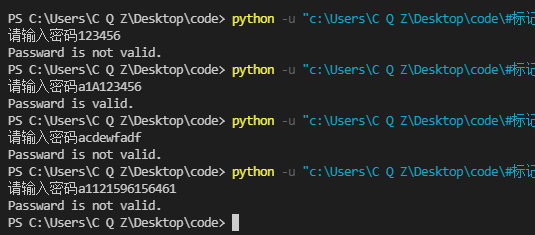 PS C:\Users\C Q Z\Desktop\code> python -u "c:\Users\C Q Z\Desktop\code\#标记
请输入密码123456
Passward is not valid.
PS C:\Users\C Q Z\Desktop\code> python -u "c:\Users\C Q Z\Desktop\code\#标记
请输入密码a1A123456
Passward is not valid.
PS C:\Users\C Q Z\Desktop\code> python -u "c:\Users\C Q Z\Desktop\code\#标记
请输入密码acdewfadf
Passward is not valid.
PS C:\Users\C Q Z\Desktop\code> python -u "c:\Users\C Q Z\Desktop\code\#标记
请输入密码a1121596156461
Passward is not valid.
PS C:\Users\C Q Z\Desktop\code>